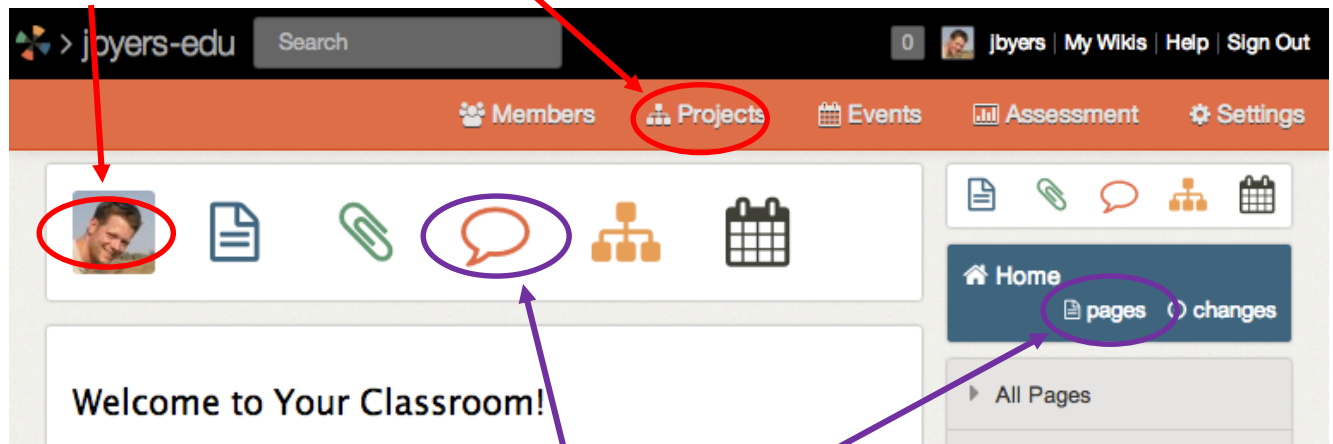 > jbyers-edu Search 0 jbyers | My Wikis | Help | Sign Out
Members Projects Events Assessment Settings
Home
pages changes
Welcome to Your Classroom!
All Pages